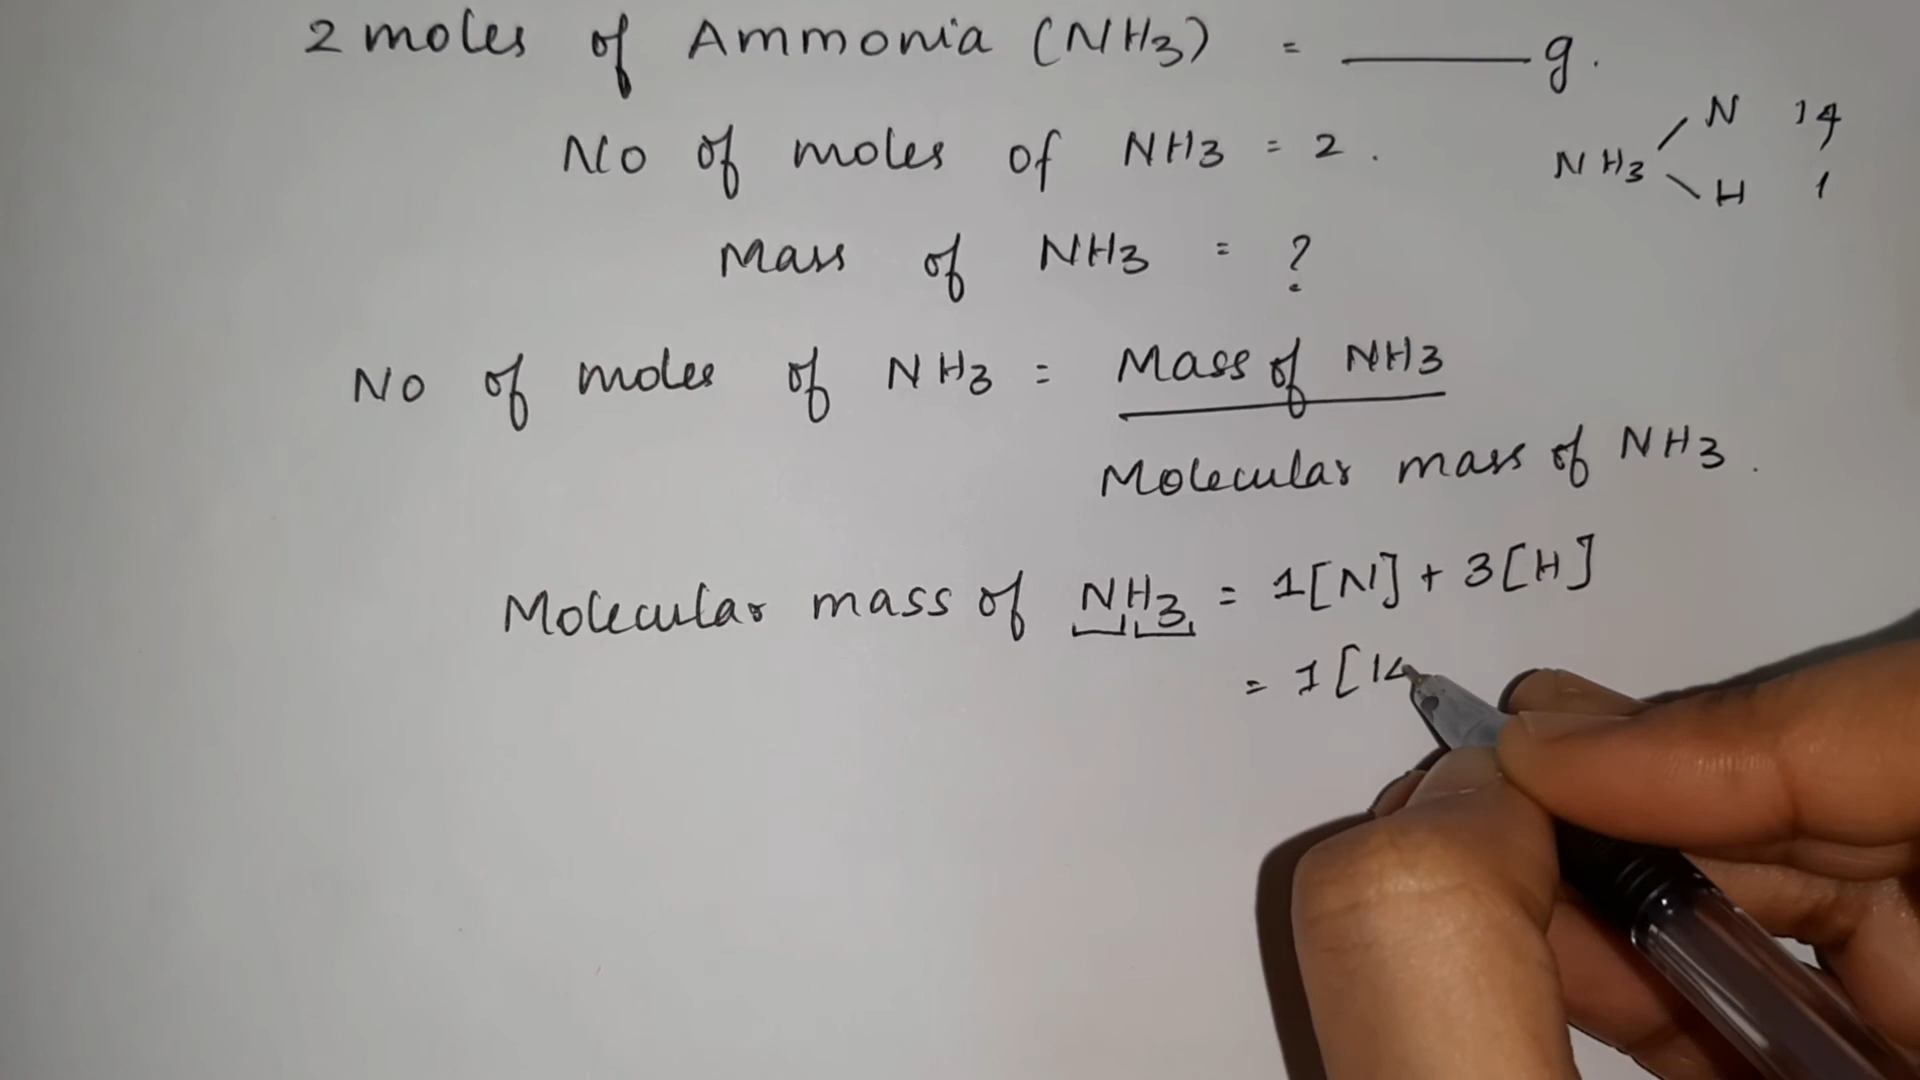 2 moles of Ammonia (NH3) = ______ g.
NH3 N 14
H 1
No of moles of NH3 = 2.
Mass of NH3 = ?
No of moles of NH3 = Mass of NH3
Molecular mass of NH3.
Molecular mass of NH3 = 1[N] + 3[H]
= 1[14